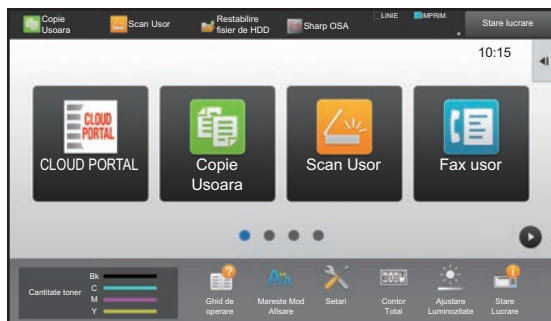 Copie
Usoara
Scan Usor
Restabilire
fisier de HDD
Sharp OSA
LINIE
IMPRIM.
Stare lucrare
10:15
CLOUD
PORTAL
CLOUD PORTAL
Copie
Usoara
Scan Usor
Fax usor
Cantitate toner
Bk
C
M
Y
Ghid de
operare
Mareste Mod
Afisare
Setari
Contor
Total
Ajustare
Luminozitate
Stare
Lucrare